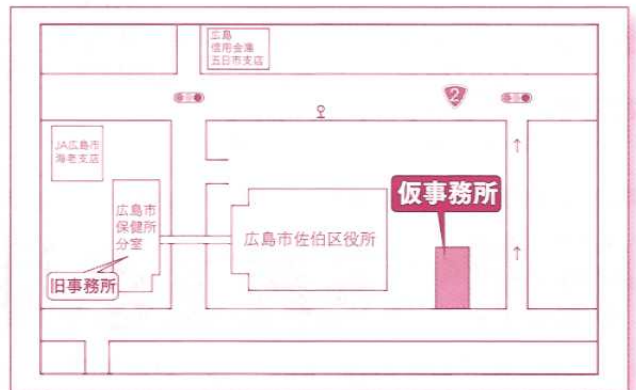 広島
信用金庫
五日市支店
2
JA広島市
海老支店
仮事務所
広島市
保健所
分室
広島市佐伯区役所
旧事務所